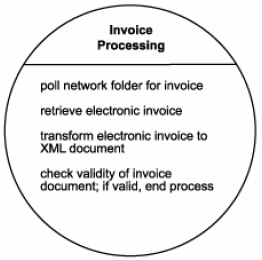 Invoice
Processing
poll network folder for invoice
retrieve electronic invoice
transform electronic invoice to
XML document
check validity of invoice
document; if valid, end process